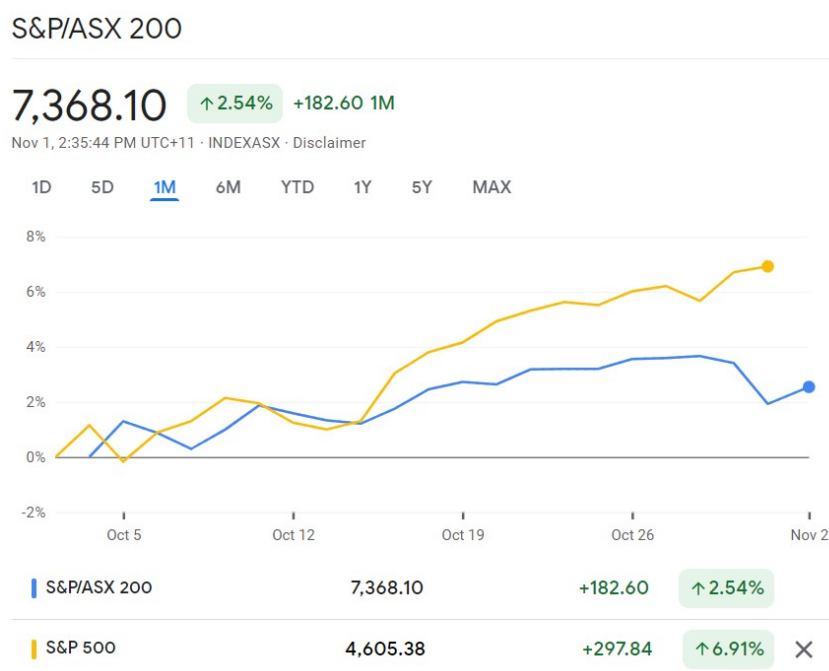 S&P/ASX 200
7,368.10 ↑ 2.54% +182.60 1M
Nov 1, 2:35:44 PM UTC+11 · INDEXASX · Disclaimer
1D 5D 1M 6M YTD 1Y 5Y MAX
8%
6%
4%
2%
0%
-2%
Oct 5 Oct 12 Oct 19 Oct 26 Nov 2
S&P/ASX 200 7,368.10 +182.60 ↑ 2.54%
S&P 500 4,605.38 +297.84 ↑ 6.91%